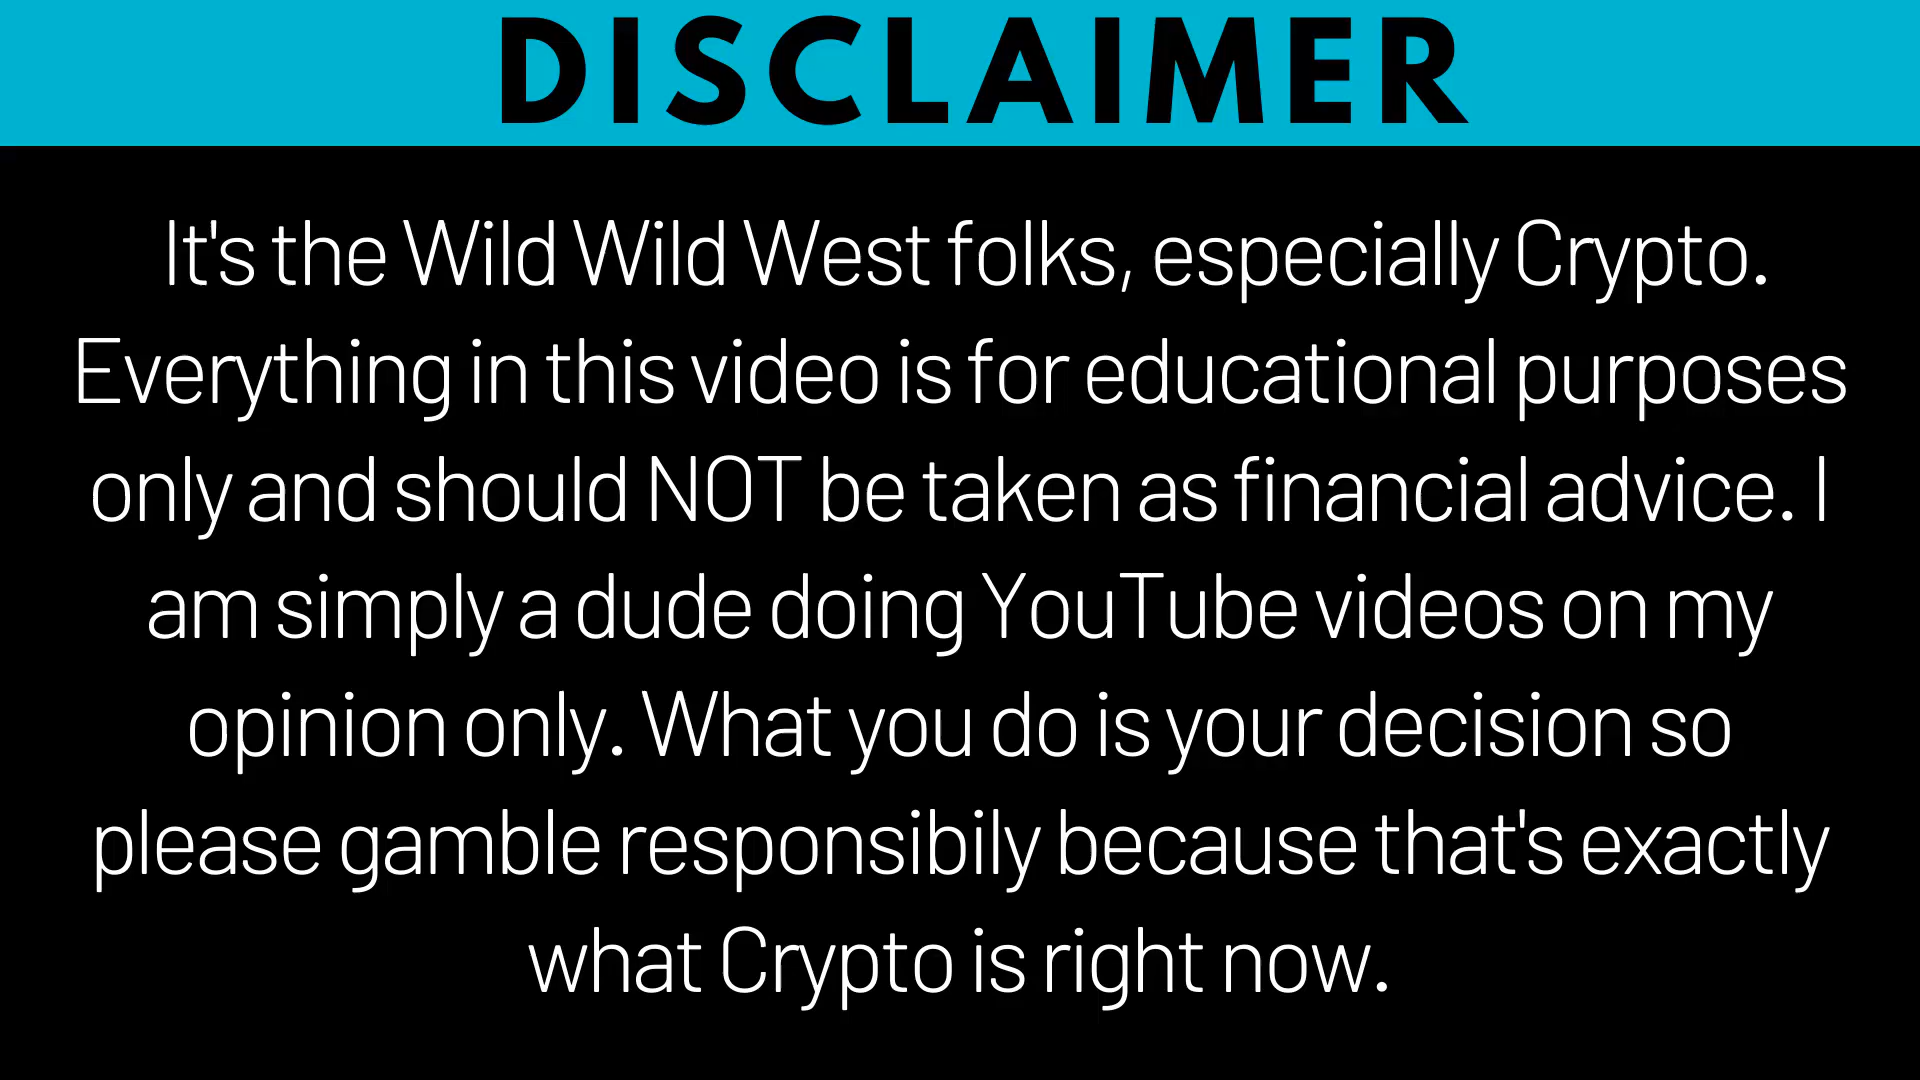 DISCLAIMER
It's the Wild Wild West folks, especially Crypto.
Everything in this video is for educational purposes
only and should NOT be taken as financial advice. I
am simply a dude doing YouTube videos on my
opinion only. What you do is your decision so
please gamble responsibily because that's exactly
what Crypto is right now.